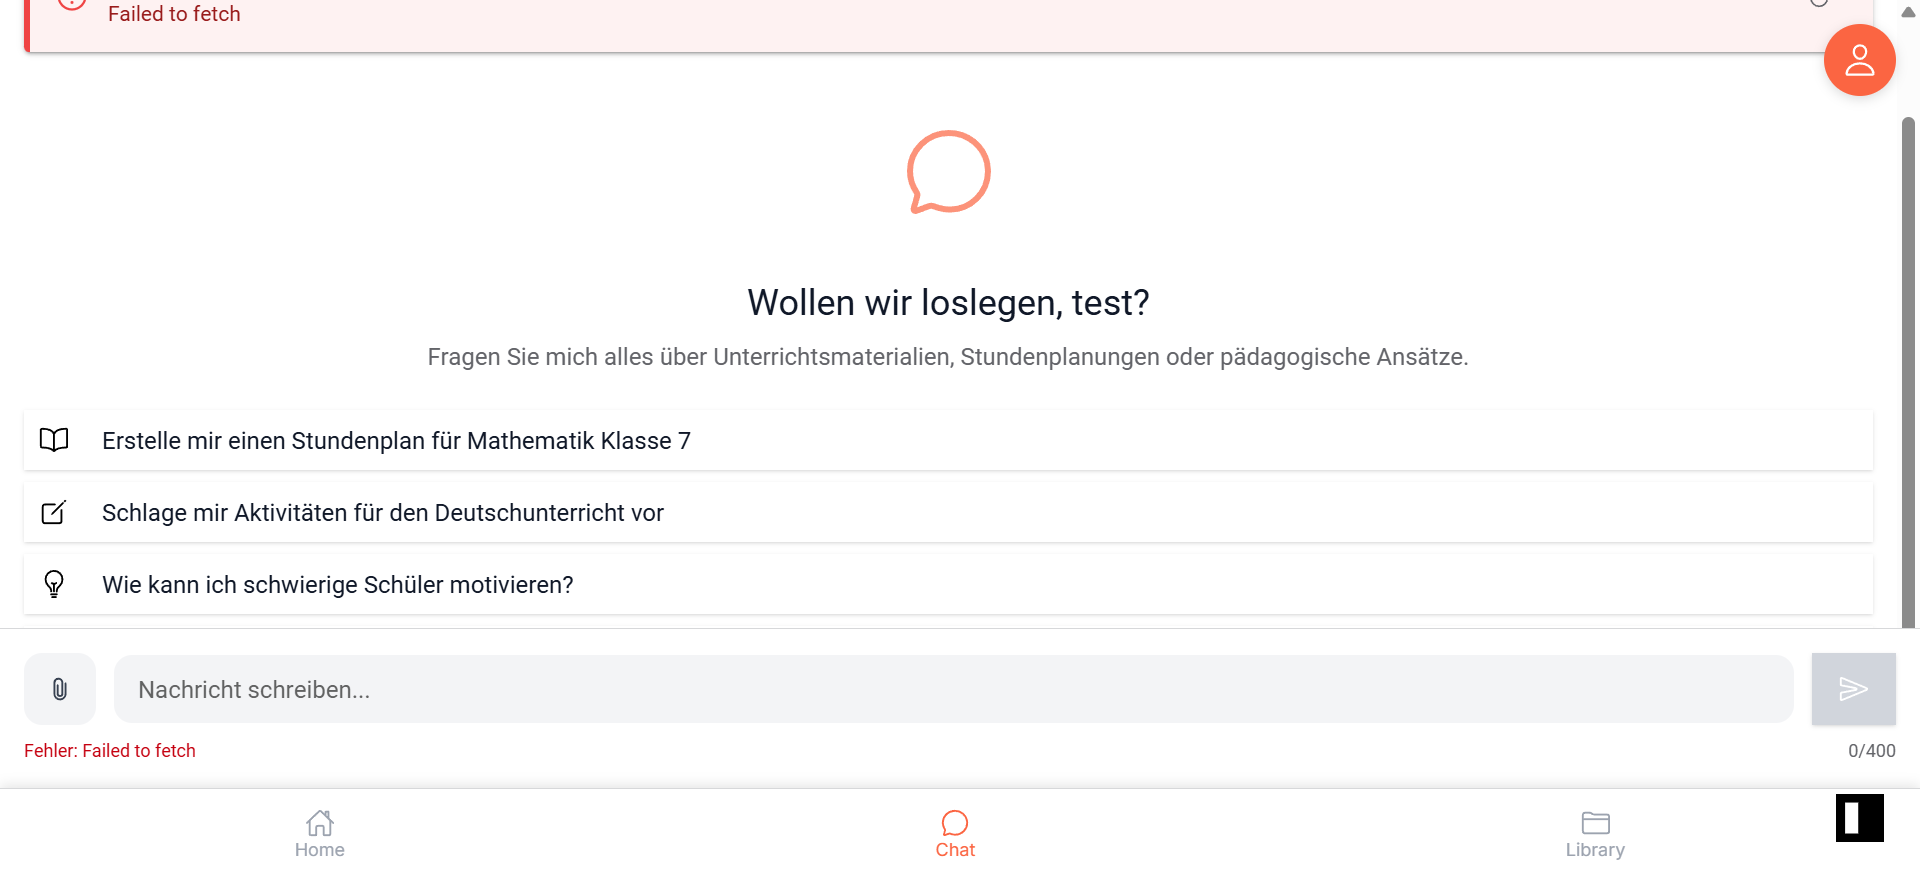 Failed to fetch
Wollen wir loslegen, test?
Fragen Sie mich alles über Unterrichtsmaterialien, Stundenplanungen oder pädagogische Ansätze.
Erstelle mir einen Stundenplan für Mathematik Klasse 7
Schlage mir Aktivitäten für den Deutschunterricht vor
Wie kann ich schwierige Schüler motivieren?
Nachricht schreiben...
Fehler: Failed to fetch
0/400
Home
Chat
Library